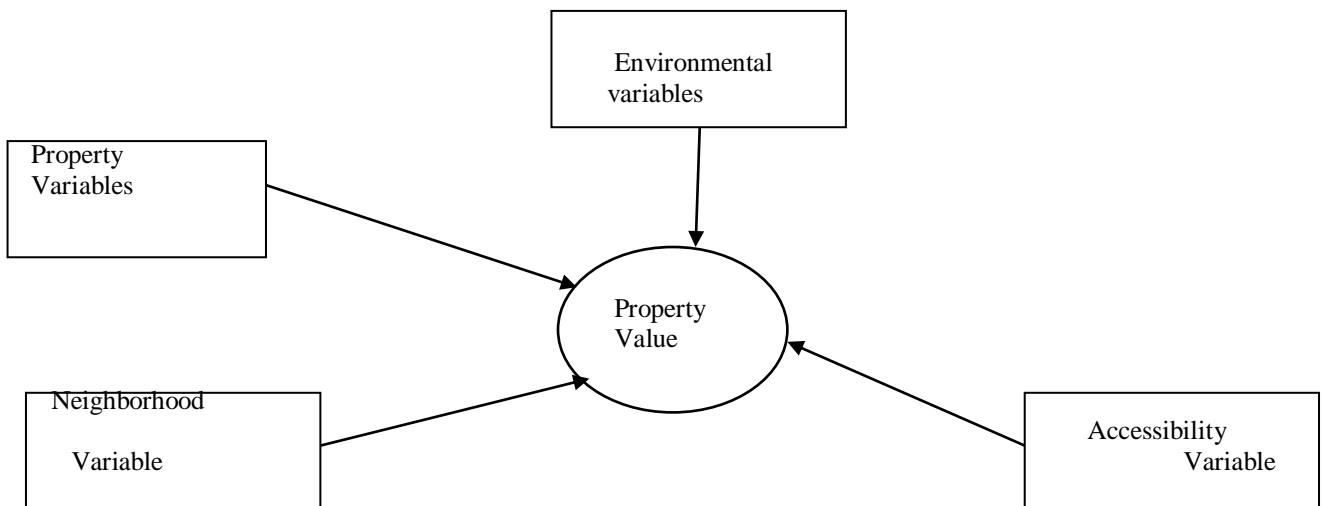 Environmental
variables
Property
Variables
Property
Value
Neighborhood
Variable
Accessibility
Variable